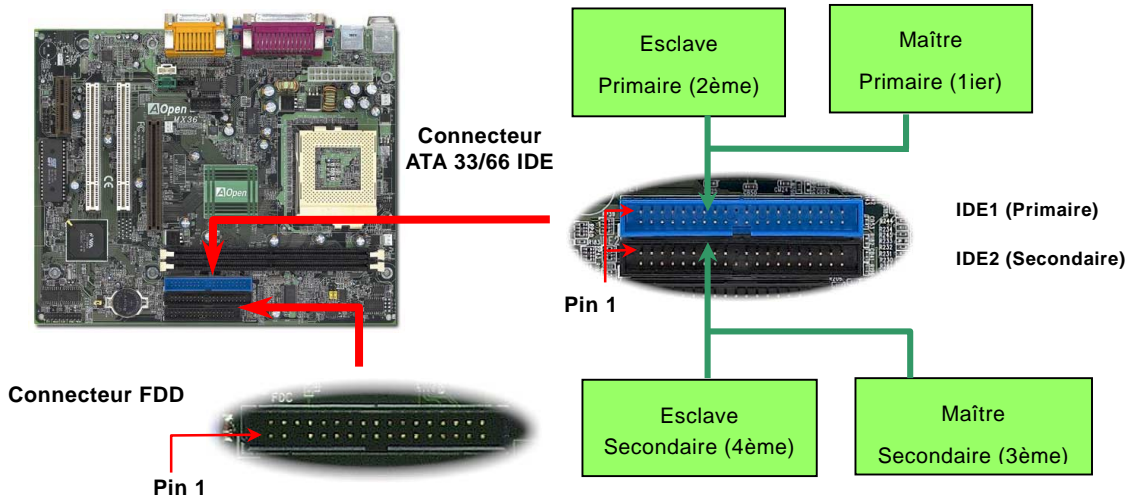 Esclave
Primaire (2ème)
Maître
Primaire (1ier)
AOpen
MX36
Connecteur
ATA 33/66 IDE
AOpen
IDE1 (Primaire)
IDE2 (Secondaire)
Pin 1
Connecteur FDD
FDC
Pin 1
Esclave
Secondaire (4ème)
Maître
Secondaire (3ème)